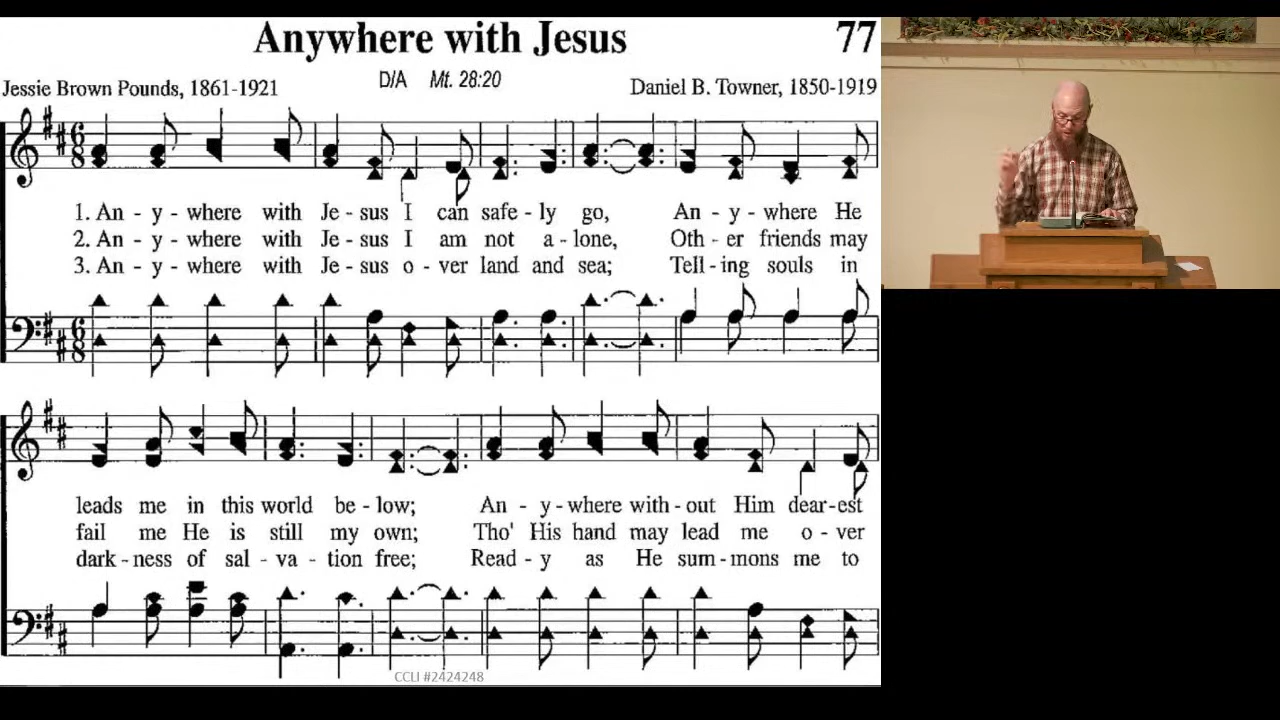 Anywhere with Jesus 77
Jessie Brown Pounds, 1861-1921 D/A Mt. 28:20 Daniel B. Towner, 1850-1919
6 8
1. An - y - where with Je - sus I can safe - ly go, An - y - where He
2. An - y - where with Je - sus I am not a - lone, Oth - er friends may
3. An - y - where with Je - sus o - ver land and sea; Tell - ing souls in
6 8
leads me in this world be - low; An - y - where with - out Him dear - est
fail me He is still my own; Tho' His hand may lead me o - ver
dark - ness of sal - va - tion free; Read - y as He sum - mons me to
CCLI #2424248